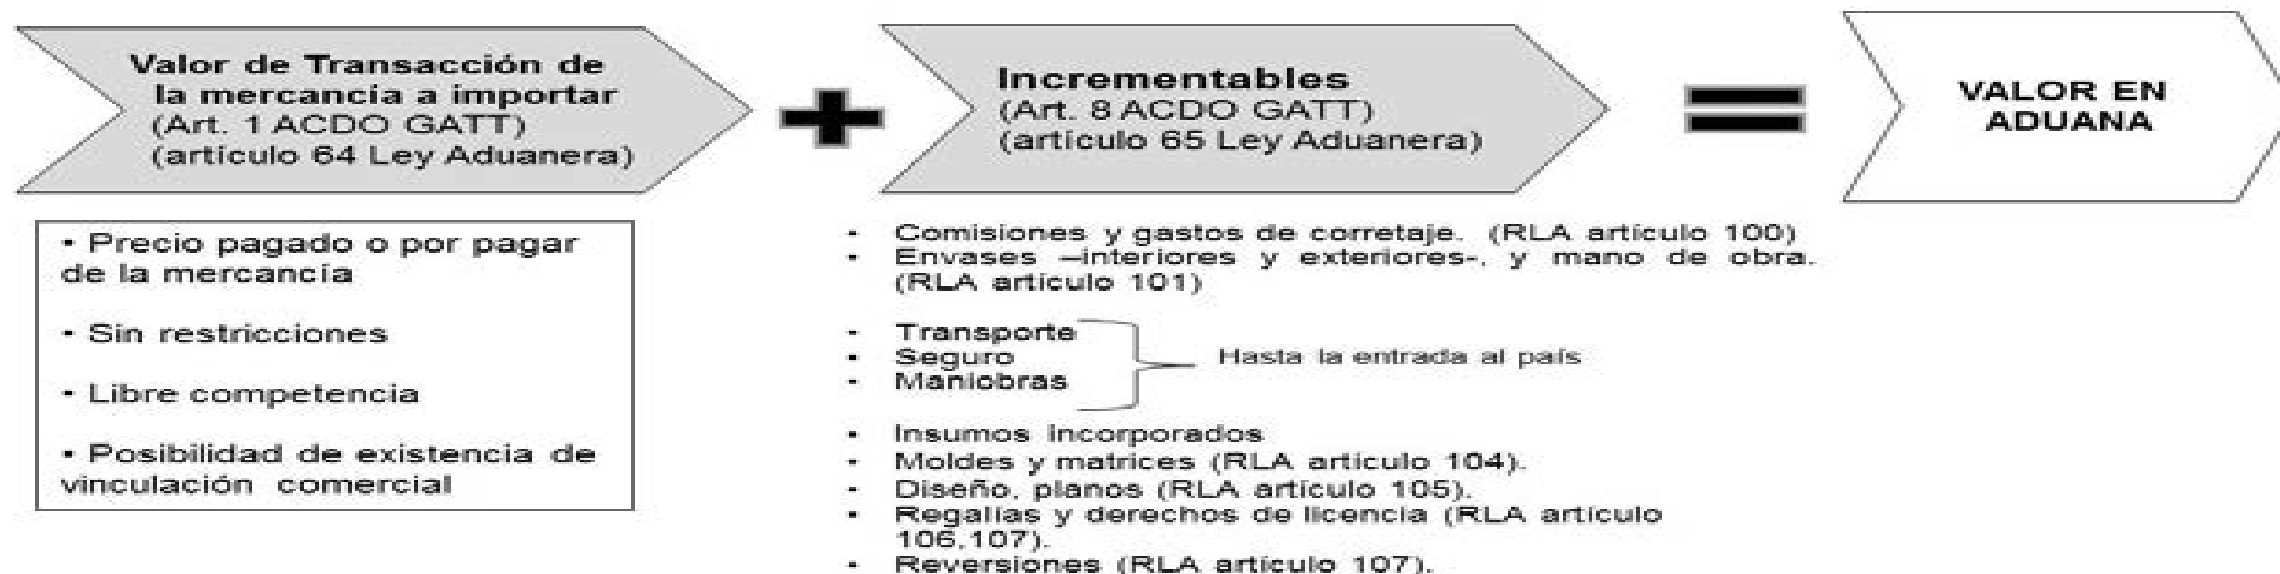 Valor de Transacción de
la mercancía a importar
(Art. 1 ACDO GATT)
(artículo 64 Ley Aduanera)
Incrementables
(Art. 8 ACDO GATT)
(artículo 65 Ley Aduanera)
VALOR EN
ADUANA
• Precio pagado o por pagar
de la mercancía
• Sin restricciones
• Libre competencia
• Posibilidad de existencia de
vinculación comercial
• Comisiones y gastos de corretaje. (RLA artículo 100)
• Envases –interiores y exteriores-, y mano de obra.
(RLA artículo 101)
• Transporte
• Seguro
• Maniobras
Hasta la entrada al país
• Insumos incorporados
• Moldes y matrices (RLA artículo 104).
• Diseño, planos (RLA artículo 105).
• Regalías y derechos de licencia (RLA artículo
106,107).
• Reversiones (RLA artículo 107).